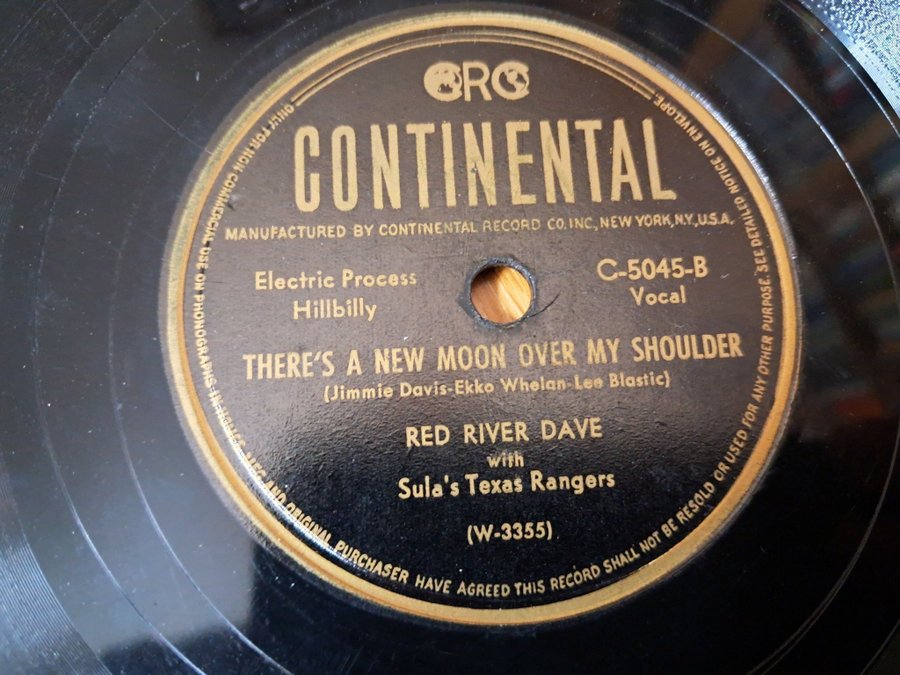 CRC
CONTINENTAL
MANUFACTURED BY CONTINENTAL RECORD CO. INC., NEW YORK, N.Y., U.S.A.
Electric Process
Hillbilly
C-5045-B
Vocal
THERE'S A NEW MOON OVER MY SHOULDER
(Jimmie Davis-Ekko Whelan-Lee Blastic)
RED RIVER DAVE
with
Sula's Texas Rangers
(W-3355)
ONLY FOR NON COMMERCIAL USE ON PHONOGRAPHS IN MFG AND ORIGINAL PURCHASER HAVE AGREED THIS RECORD SHALL NOT BE RESOLD OR USED FOR ANY OTHER PURPOSE. SEE DETAILED NOTICE ON ENVELOPE.